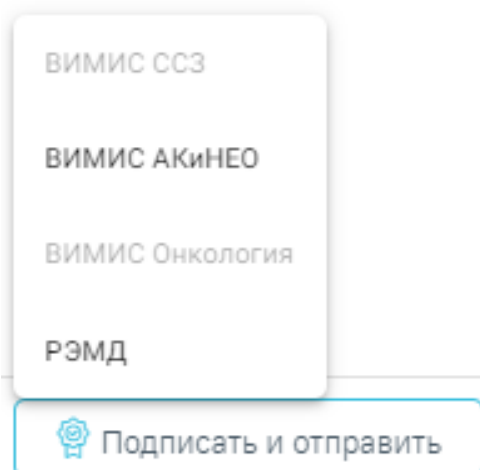 ВИМИС ССЗ
ВИМИС АКиНЕО
ВИМИС Онкология
РЭМД
Подписать и отправить